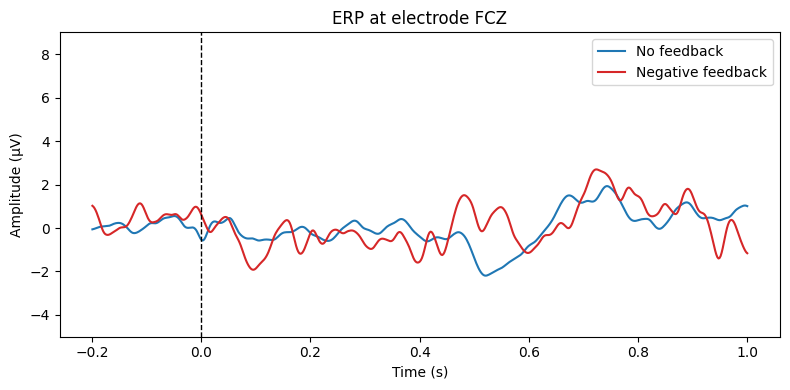 ERP at electrode FCZ
No feedback
Negative feedback
Amplitude (µV)
8
6
4
2
0
−2
−4
−0.2 0.0 0.2 0.4 0.6 0.8 1.0
Time (s)